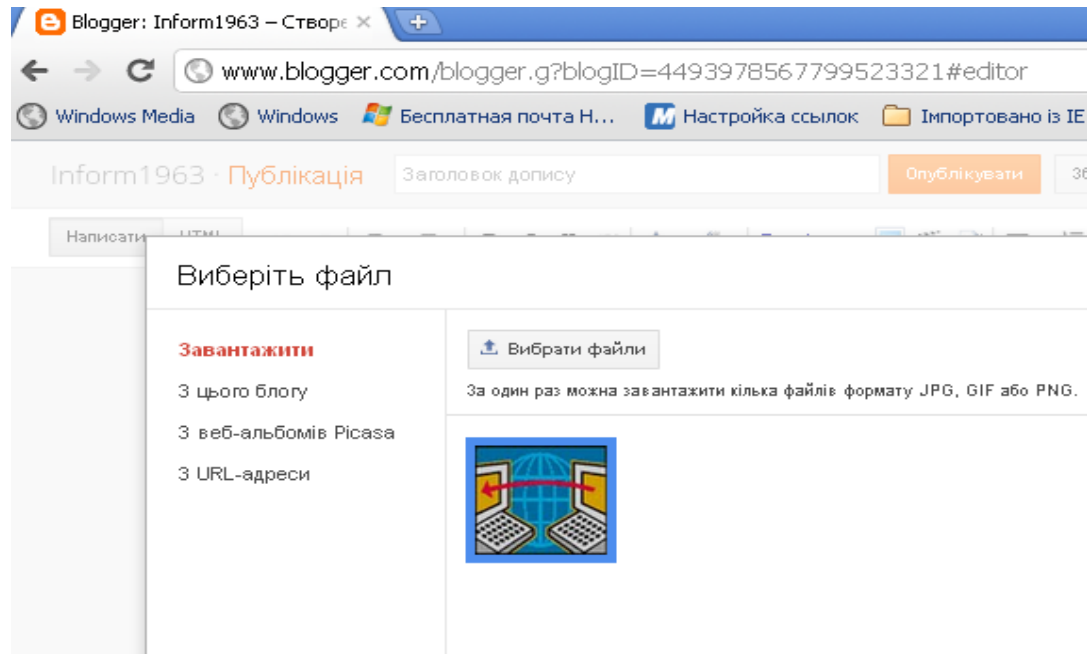 Blogger: Inform1963 – Створе
www.blogger.com/blogger.g?blogID=4493978567799523321#editor
Windows Media Windows Бесплатная почта H... Настройка ссылок Імпортовано із IE
Inform1963 · Публікація Заголовок допису Опублікувати Зб
Написати HTML
Виберіть файл
Завантажити
З цього блогу
З веб-альбомів Picasa
З URL-адреси
Вибрати файли
За один раз можна завантажити кілька файлів формату JPG, GIF або PNG.